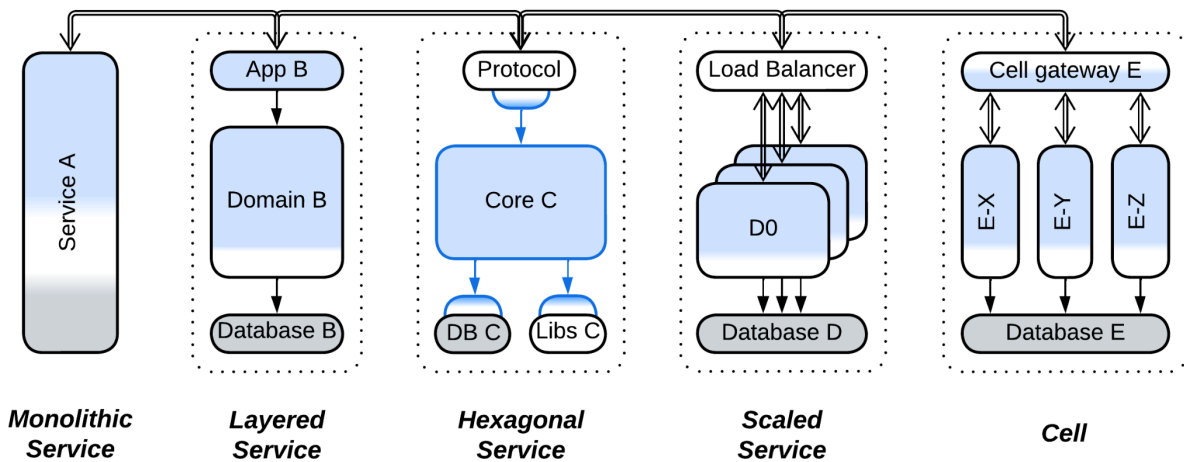 Service A
App B
Domain B
Database B
Protocol
Core C
DB C
Libs C
Load Balancer
D0
Database D
Cell gateway E
E-X
E-Y
E-Z
Database E
Monolithic
Service
Layered
Service
Hexagonal
Service
Scaled
Service
Cell